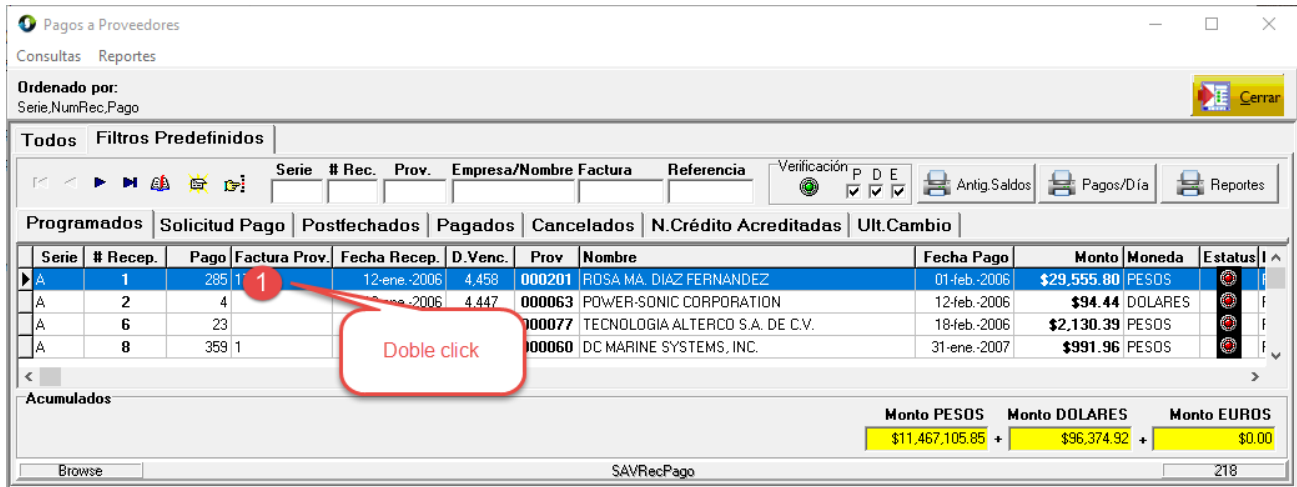 Pagos a Proveedores
Consultas Reportes
Ordenado por:
Serie,NumRec,Pago
Cerrar
Todos Filtros Predefinidos
Serie # Rec. Prov. Empresa/Nombre Factura Referencia Verificación P D E Antig.Saldos Pagos/Día Reportes
Programados Solicitud Pago Postfechados Pagados Cancelados N.Crédito Acreditadas Ult.Cambio
Serie # Recep. Pago Factura Prov. Fecha Recep. D.Venc. Prov Nombre Fecha Pago Monto Moneda Estatus
A 1 285 1 12-ene.-2006 4,458 000201 ROSA MA. DIAZ FERNANDEZ 01-feb.-2006 $29,555.80 PESOS
A 2 4 -2006 4,447 000063 POWER-SONIC CORPORATION 12-feb.-2006 $94.44 DOLARES
A 6 23 000077 TECNOLOGIA ALTERCO S.A. DE C.V. 18-feb.-2006 $2,130.39 PESOS
A 8 359 1 000060 DC MARINE SYSTEMS, INC. 31-ene.-2007 $991.96 PESOS
Doble click
Acumulados
Monto PESOS Monto DOLARES Monto EUROS
$11,467,105.85 + $96,374.92 + $0.00
Browse SAVRecPago 218